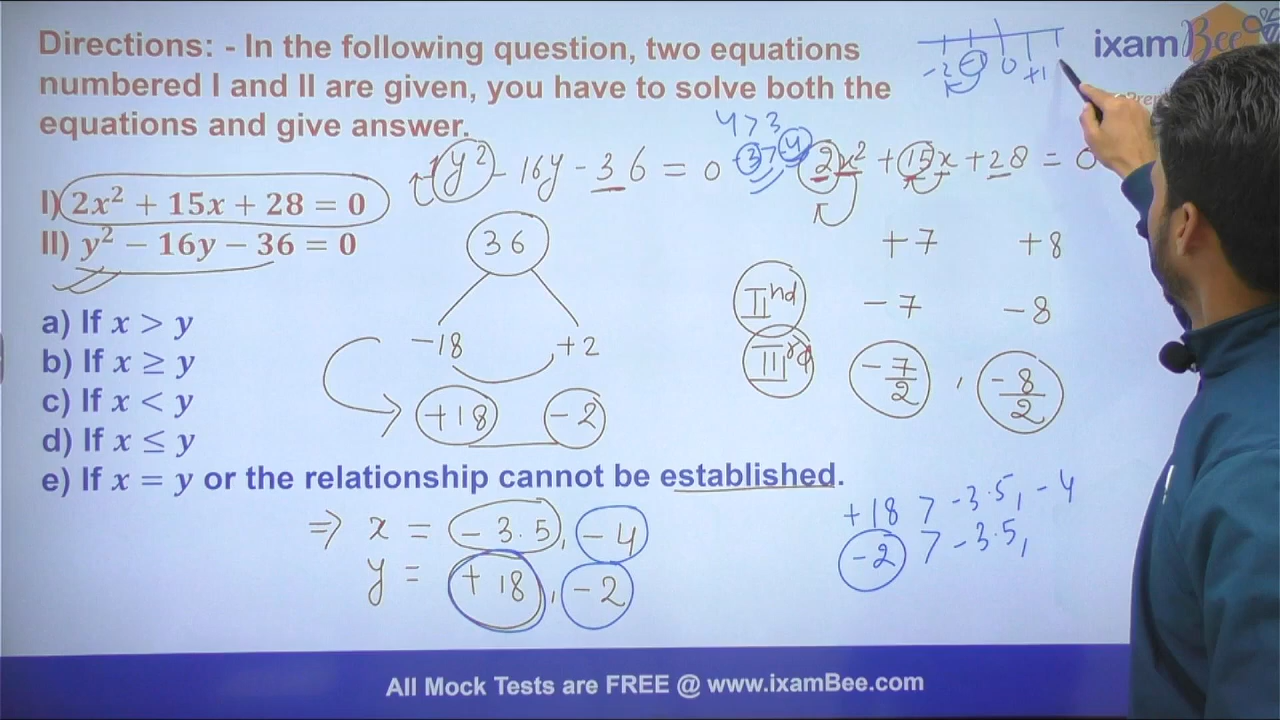 Directions: - In the following question, two equations
numbered I and II are given, you have to solve both the
equations and give answer.
I) 2x² + 15x + 28 = 0
II) y² − 16y − 36 = 0
a) If x > y
b) If x ≥ y
c) If x < y
d) If x ≤ y
e) If x = y or the relationship cannot be established.
y² - 16y - 36 = 0
36
-18 +2
+18 -2
⇒ x = -3.5, -4
y = +18, -2
4 > 3
3 > 4
-2 -1 0 +1
ixamBee
2x² + 15x + 28 = 0
+7 +8
IInd -7 -8
IIIrd -7/2 , -8/2
+18 > -3.5, -4
-2 > -3.5,
All Mock Tests are FREE @ www.ixamBee.com